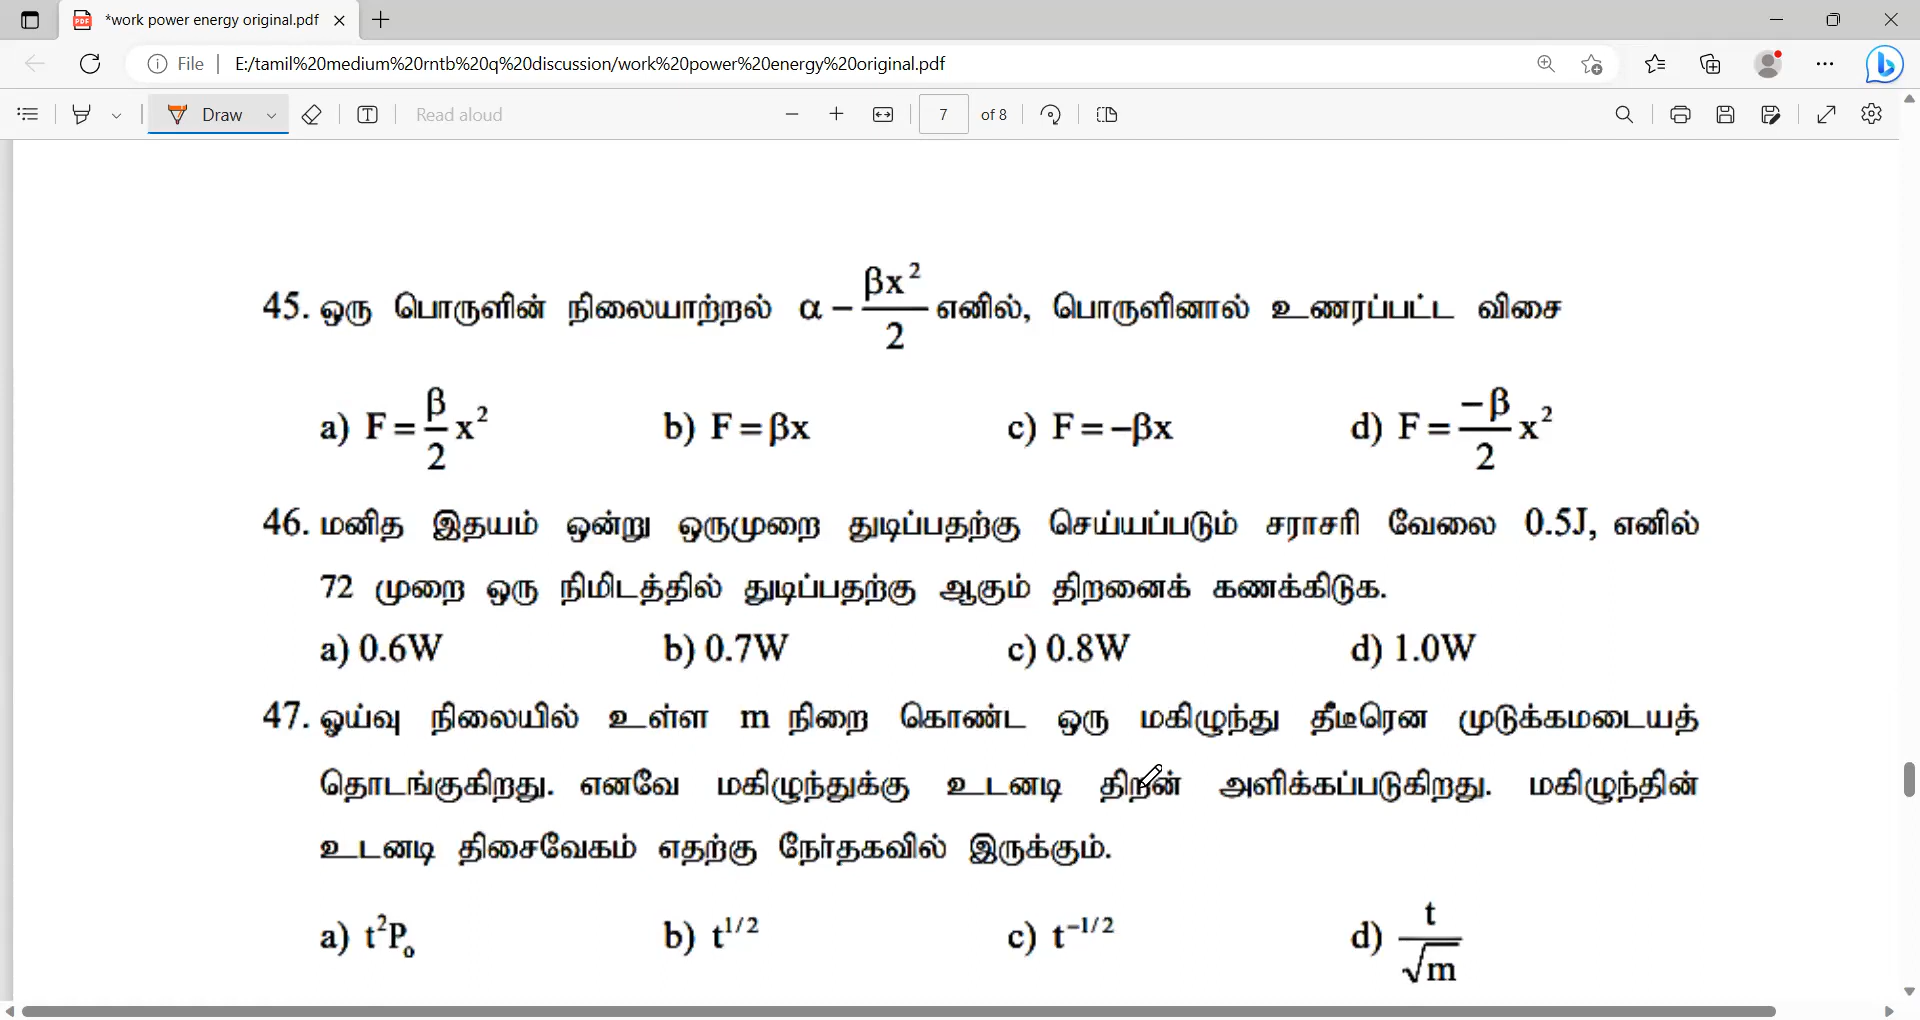 *work power energy original.pdf
File E:/tamil%20medium%20rntb%20q%20discussion/work%20power%20energy%20original.pdf
Draw Read aloud 7 of 8
45. ஒரு பொருளின் நிலையாற்றல் α − βx²/2 எனில், பொருளினால் உணரப்பட்ட விசை
a) F = β/2 x² b) F = βx c) F = −βx d) F = −β/2 x²
46. மனித இதயம் ஒன்று ஒருமுறை துடிப்பதற்கு செய்யப்படும் சராசரி வேலை 0.5J, எனில்
72 முறை ஒரு நிமிடத்தில் துடிப்பதற்கு ஆகும் திறனைக் கணக்கிடுக.
a) 0.6W b) 0.7W c) 0.8W d) 1.0W
47. ஓய்வு நிலையில் உள்ள m நிறை கொண்ட ஒரு மகிழுந்து தீடீரென முடுக்கமடையத்
தொடங்குகிறது. எனவே மகிழுந்துக்கு உடனடி திறன் அளிக்கப்படுகிறது. மகிழுந்தின்
உடனடி திசைவேகம் எதற்கு நேர்தகவில் இருக்கும்.
a) t²P₀ b) t^1/2 c) t^−1/2 d) t/√m